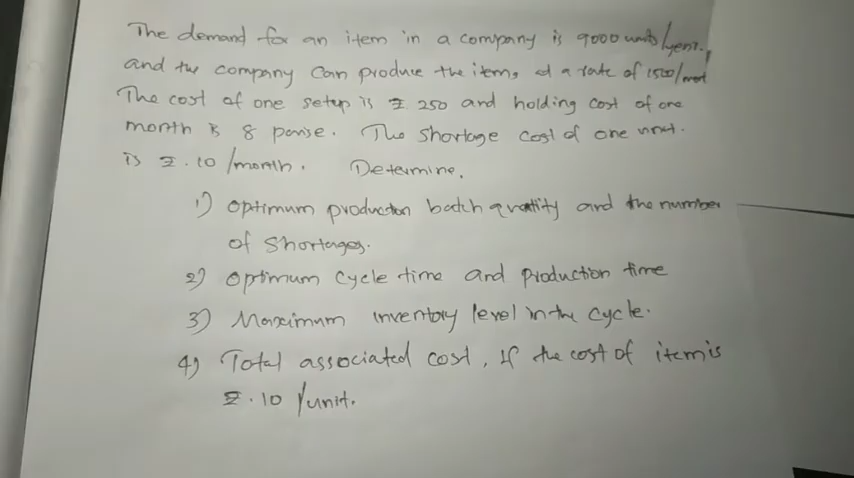 The demand for an item in a company is 9000 units/year.
and the company can produce the items at a rate of 1500/month
The cost of one setup is ₹ 250 and holding cost of one
month is 8 paise. The shortage cost of one unit.
is ₹.10 /month. Determine.
1) Optimum production batch quantity and the number
of shortages.
2) Optimum cycle time and production time
3) Maximum inventory level in the cycle.
4) Total associated cost, If the cost of item is
₹.10 /unit.